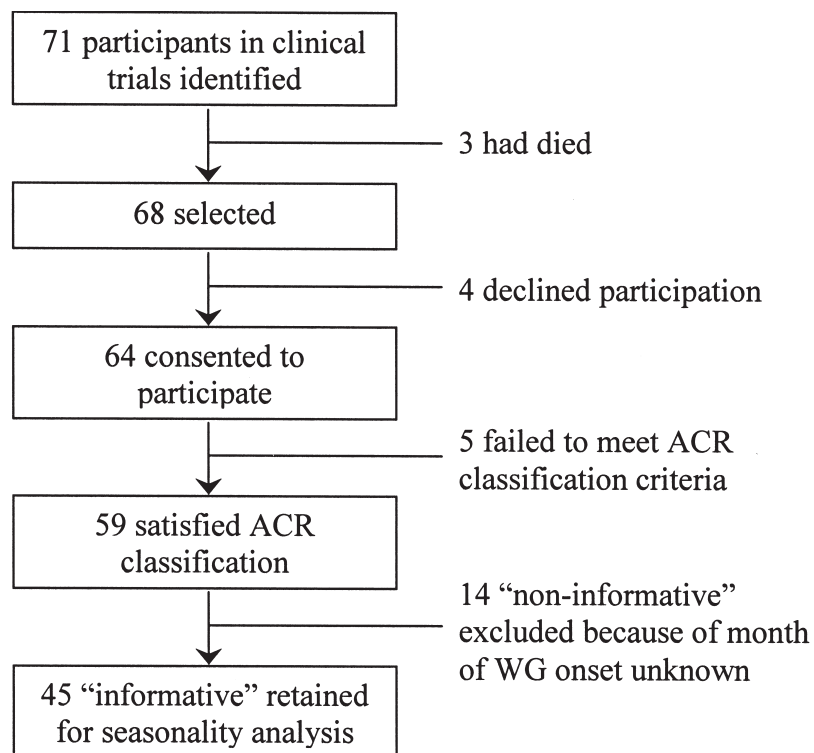 71 participants in clinical
trials identified
3 had died
68 selected
4 declined participation
64 consented to
participate
5 failed to meet ACR
classification criteria
59 satisfied ACR
classification
14 “non-informative”
excluded because of month
of WG onset unknown
45 “informative” retained
for seasonality analysis